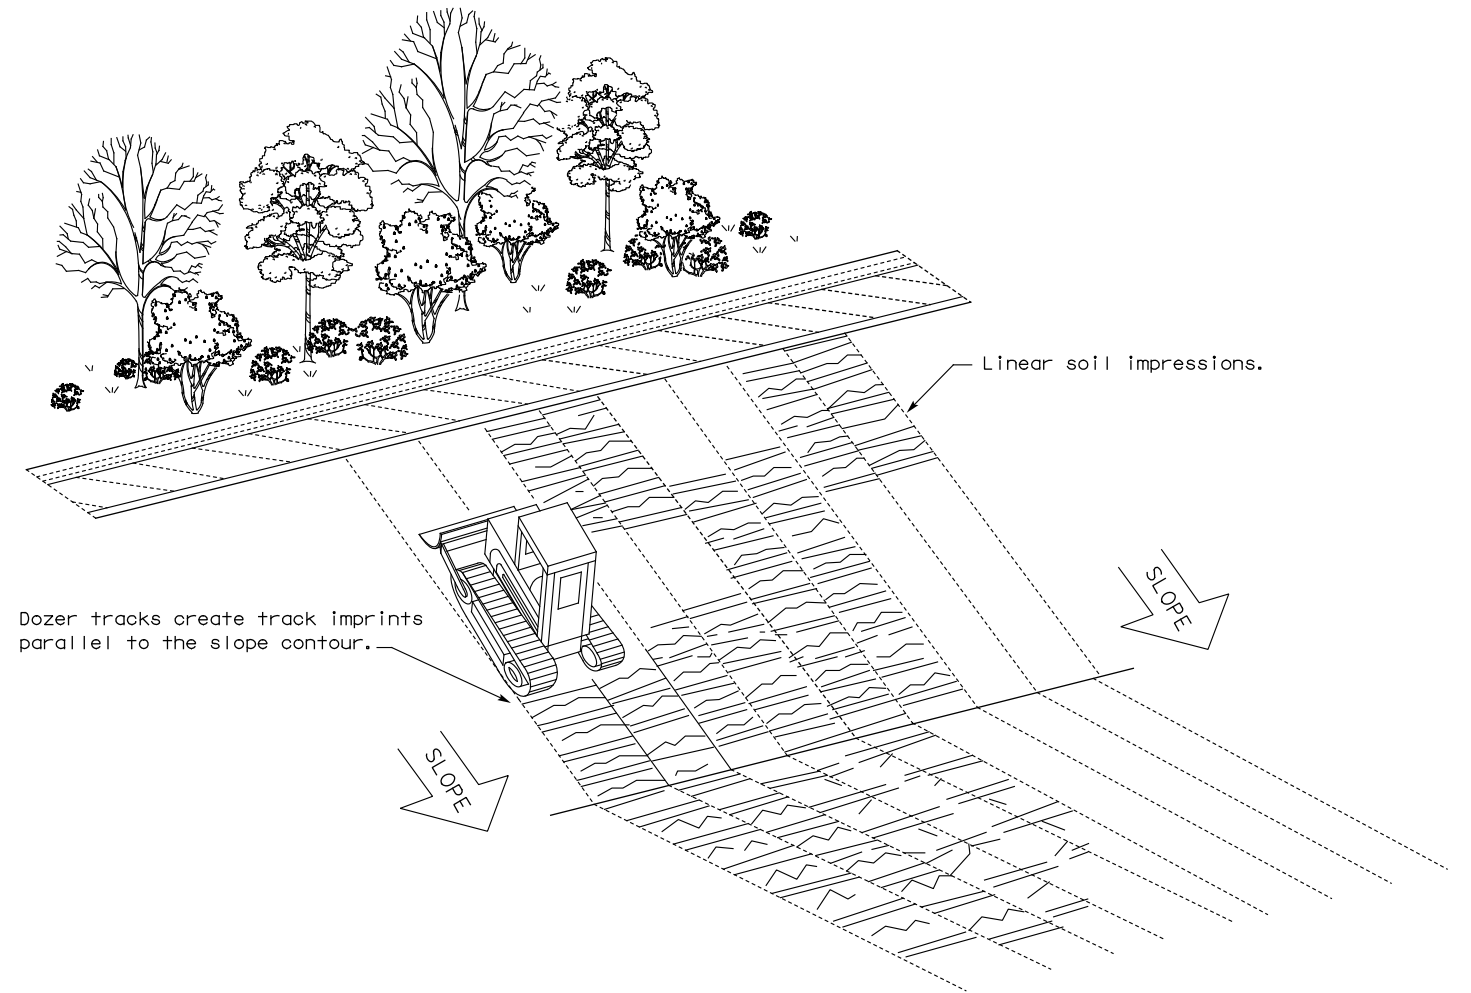 Linear soil impressions.
SLOPE
Dozer tracks create track imprints
parallel to the slope contour.
SLOPE